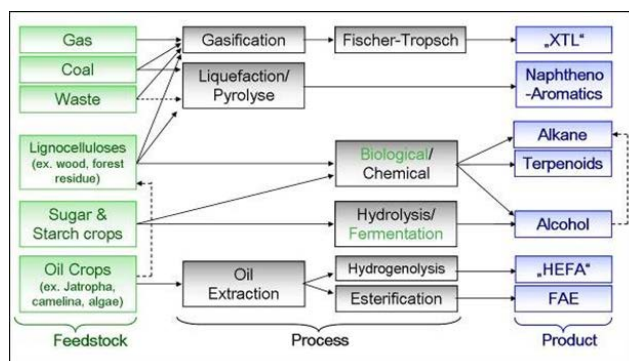 Gas
Gasification
Fischer-Tropsch
„XTL“
Coal
Liquefaction/
Pyrolyse
Naphtheno
-Aromatics
Waste
Lignocelluloses
(ex. wood, forest
residue)
Biological/
Chemical
Alkane
Terpenoids
Sugar &
Starch crops
Hydrolysis/
Fermentation
Alcohol
Oil Crops
(ex. Jatropha,
camelina, algae)
Oil
Extraction
Hydrogenolysis
Esterification
„HEFA“
FAE
Feedstock
Process
Product